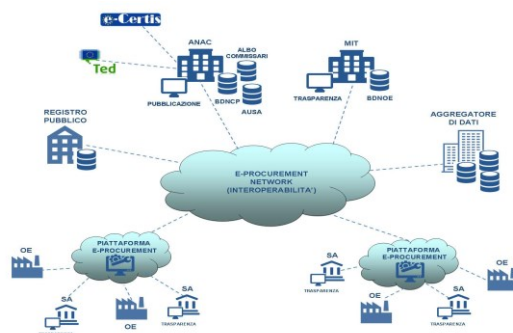 e-Certis
Ted
ANAC
ALBO
COMMISSARI
PUBBLICAZIONE
BDNCP
AUSA
MIT
TRASPARENZA
BDNOE
REGISTRO
PUBBLICO
AGGREGATORE
DI DATI
E-PROCUREMENT
NETWORK
(INTEROPERABILITA')
PIATTAFORMA
E-PROCUREMENT
OE
SA
OE
SA
TRASPARENZA
PIATTAFORMA
E-PROCUREMENT
SA
TRASPARENZA
OE
OE
SA
TRASPARENZA